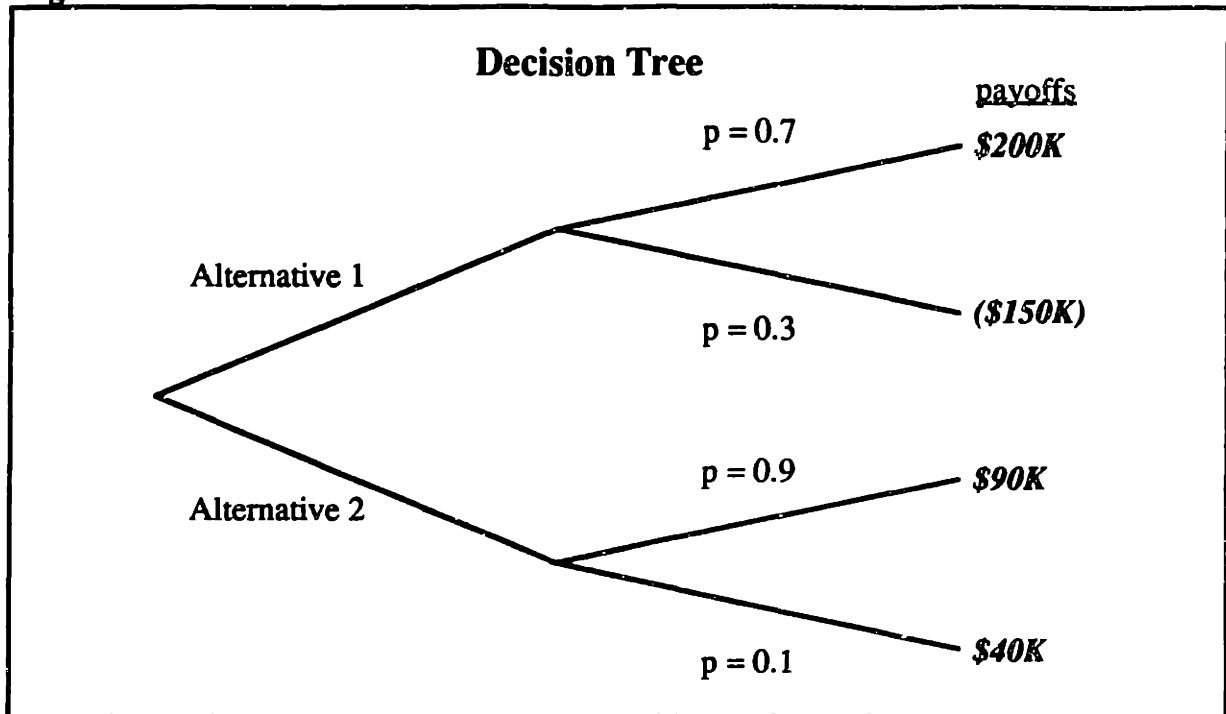 Decision Tree
payoffs
p = 0.7
$200K
Alternative 1
p = 0.3
($150K)
p = 0.9
$90K
Alternative 2
p = 0.1
$40K